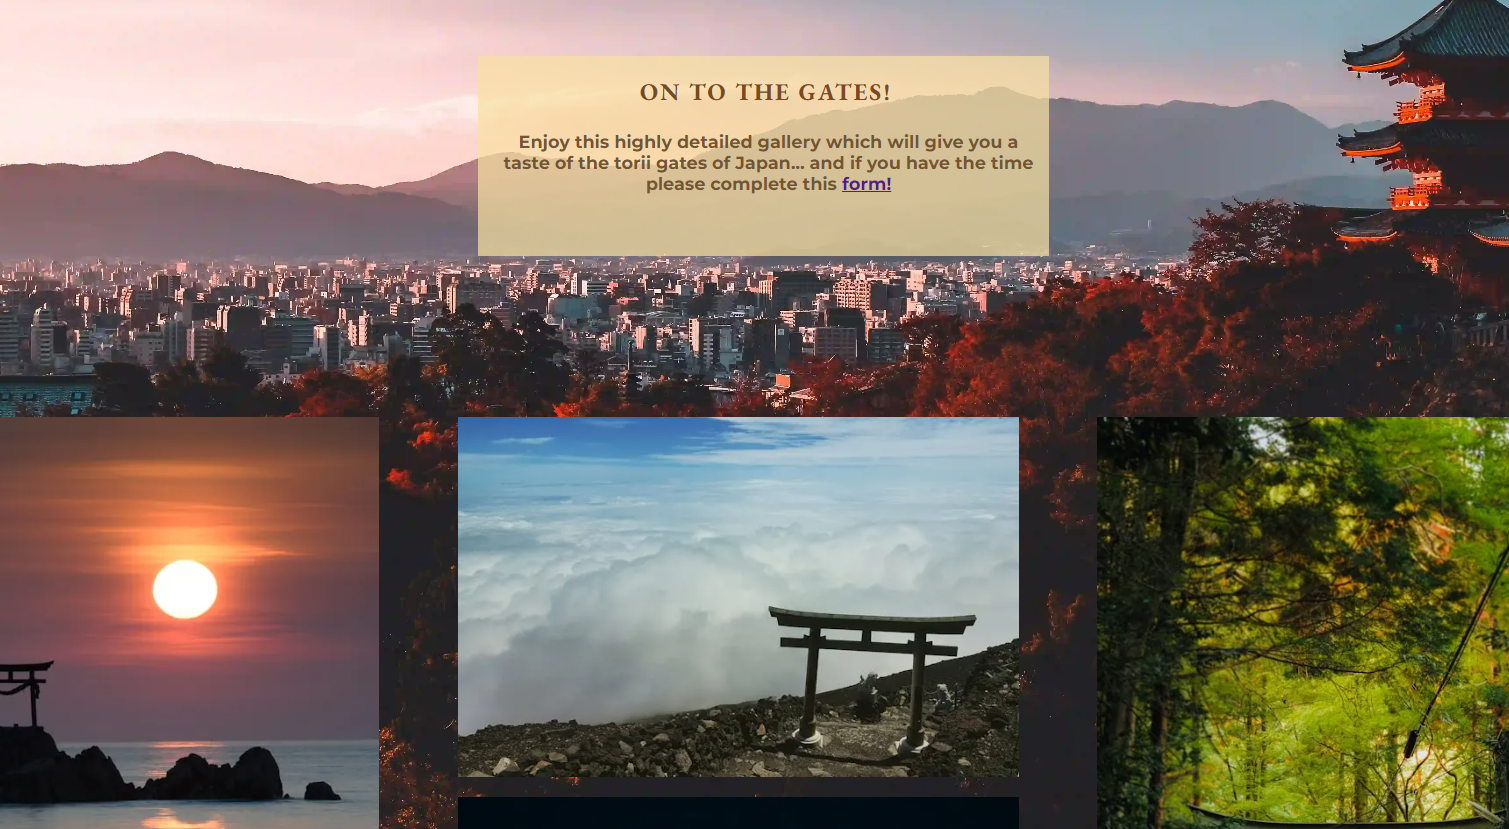 ON TO THE GATES!
Enjoy this highly detailed gallery which will give you a
taste of the torii gates of Japan... and if you have the time
please complete this form!